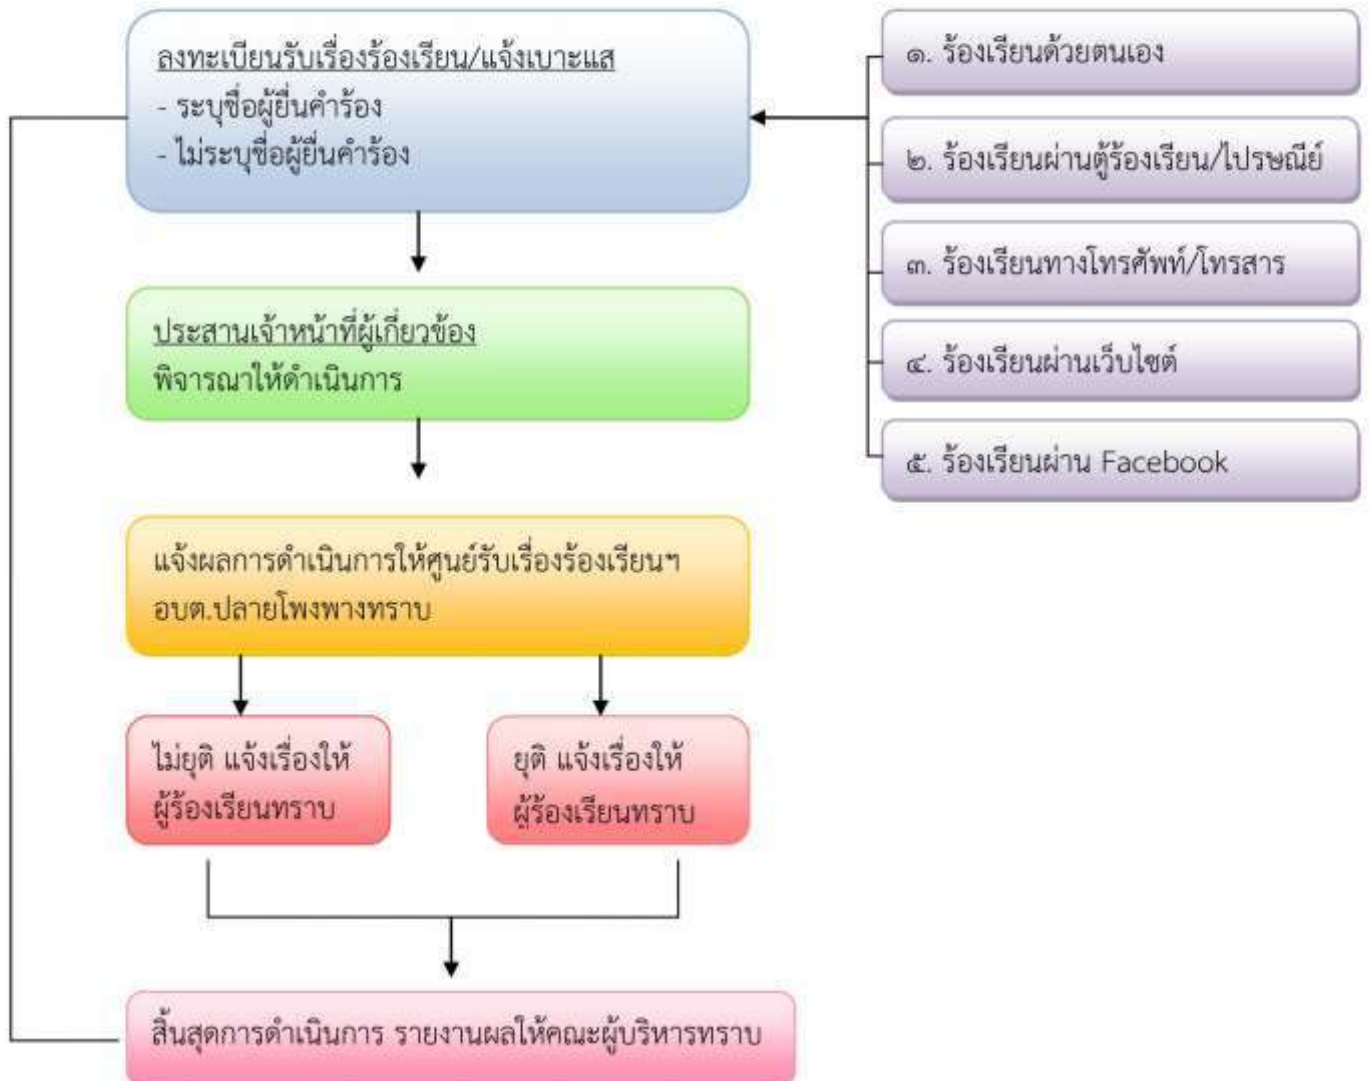 ลงทะเบียนรับเรื่องร้องเรียน/แจ้งเบาะแส
- ระบุชื่อผู้ยื่นคำร้อง
- ไม่ระบุชื่อผู้ยื่นคำร้อง
๑. ร้องเรียนด้วยตนเอง
๒. ร้องเรียนผ่านตู้ร้องเรียน/ไปรษณีย์
๓. ร้องเรียนทางโทรศัพท์/โทรสาร
๔. ร้องเรียนผ่านเว็บไซต์
๕. ร้องเรียนผ่าน Facebook
ประสานเจ้าหน้าที่ผู้เกี่ยวข้อง
พิจารณาให้ดำเนินการ
แจ้งผลการดำเนินการให้ศูนย์รับเรื่องร้องเรียนฯ
อบต.ปลายโพงพางทราบ
ไม่ยุติ แจ้งเรื่องให้
ผู้ร้องเรียนทราบ
ยุติ แจ้งเรื่องให้
ผู้ร้องเรียนทราบ
สิ้นสุดการดำเนินการ รายงานผลให้คณะผู้บริหารทราบ